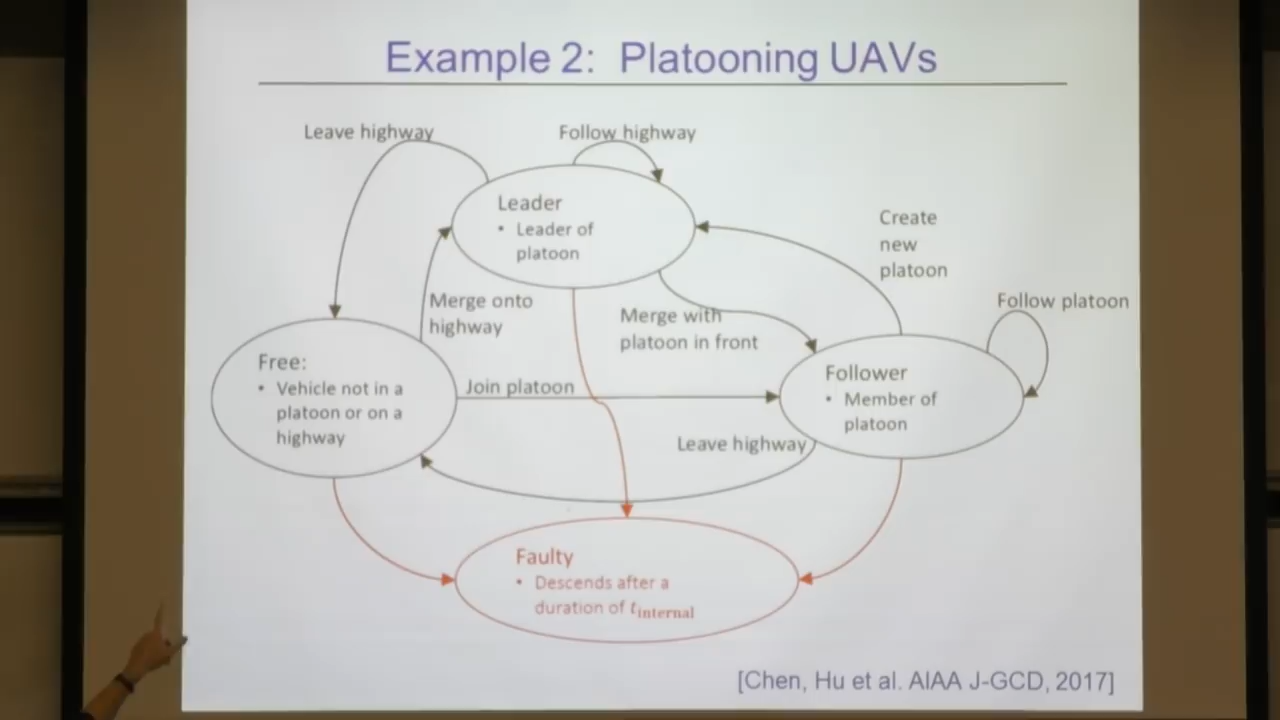 Example 2: Platooning UAVs
Leave highway
Follow highway
Leader
• Leader of
platoon
Create
new
platoon
Merge onto
highway
Merge with
platoon in front
Follow platoon
Free:
• Vehicle not in a
platoon or on a
highway
Join platoon
Follower
• Member of
platoon
Leave highway
Faulty
• Descends after a
duration of tinternal
[Chen, Hu et al. AIAA J-GCD, 2017]